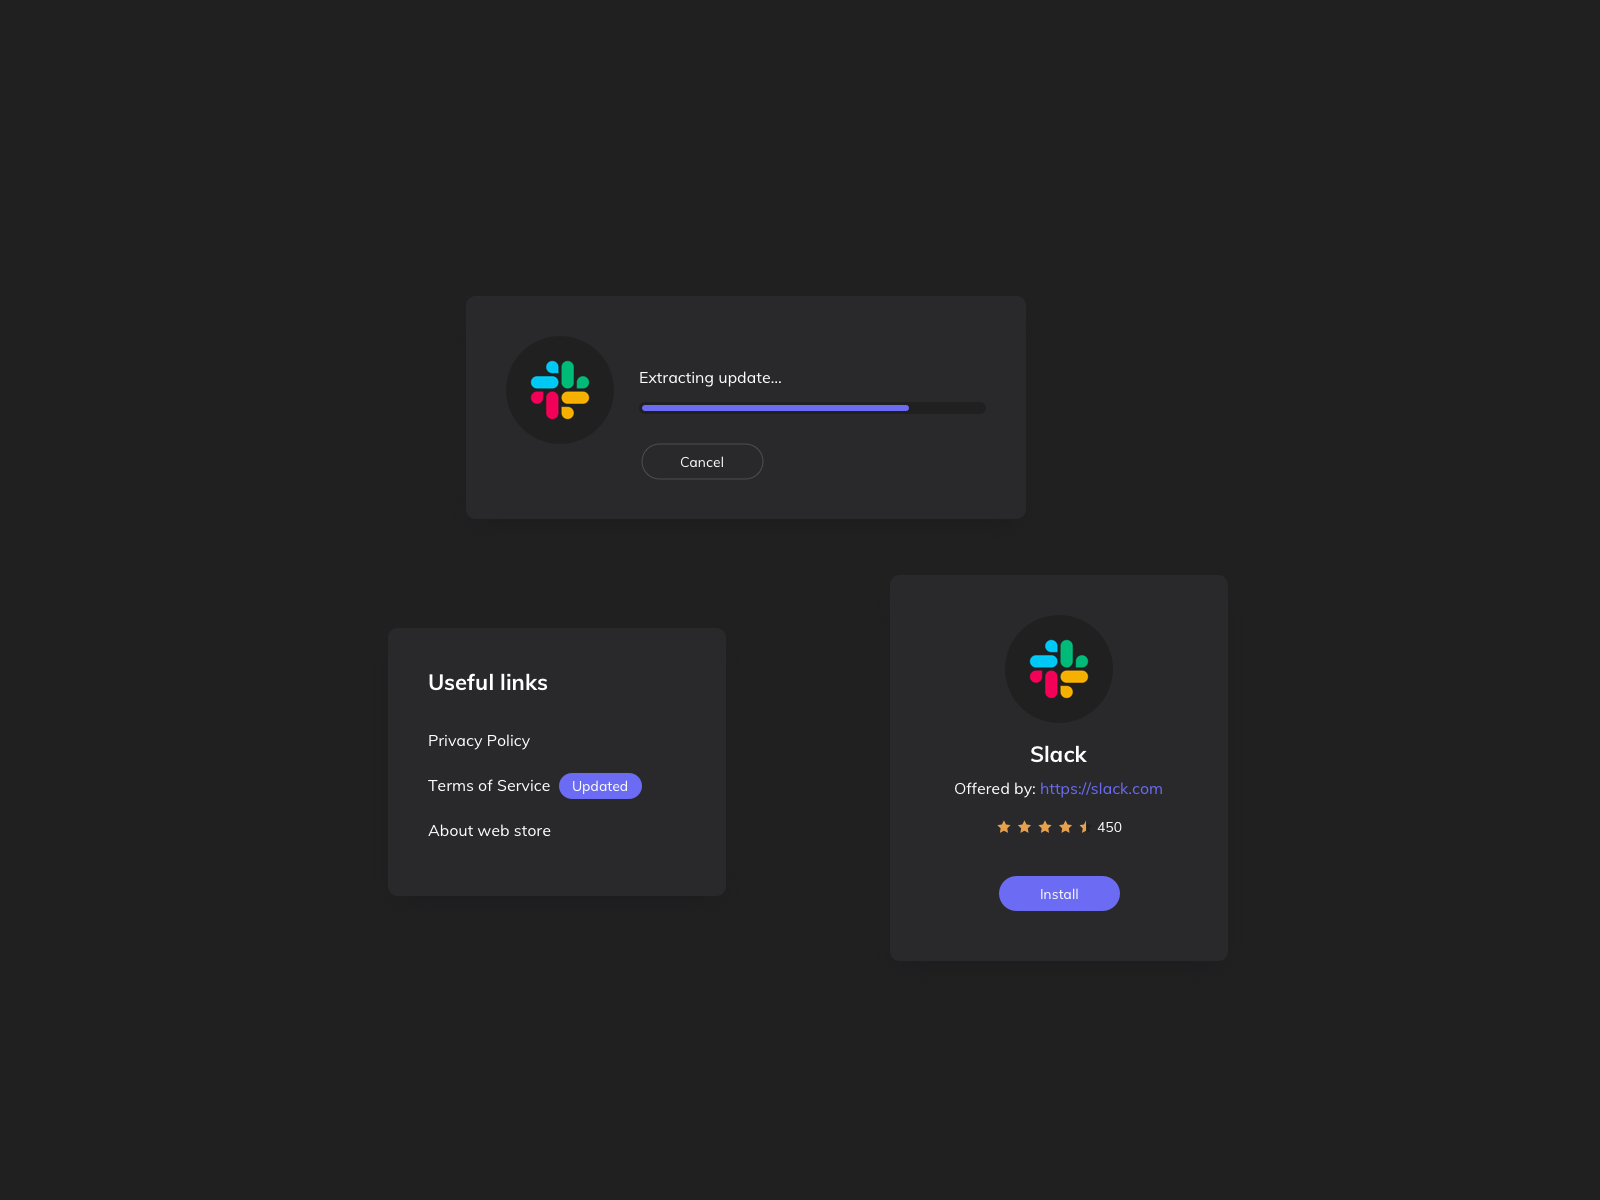 Extracting update...
Cancel
Useful links
Privacy Policy
Terms of Service Updated
About web store
Slack
Offered by: https://slack.com
450
Install